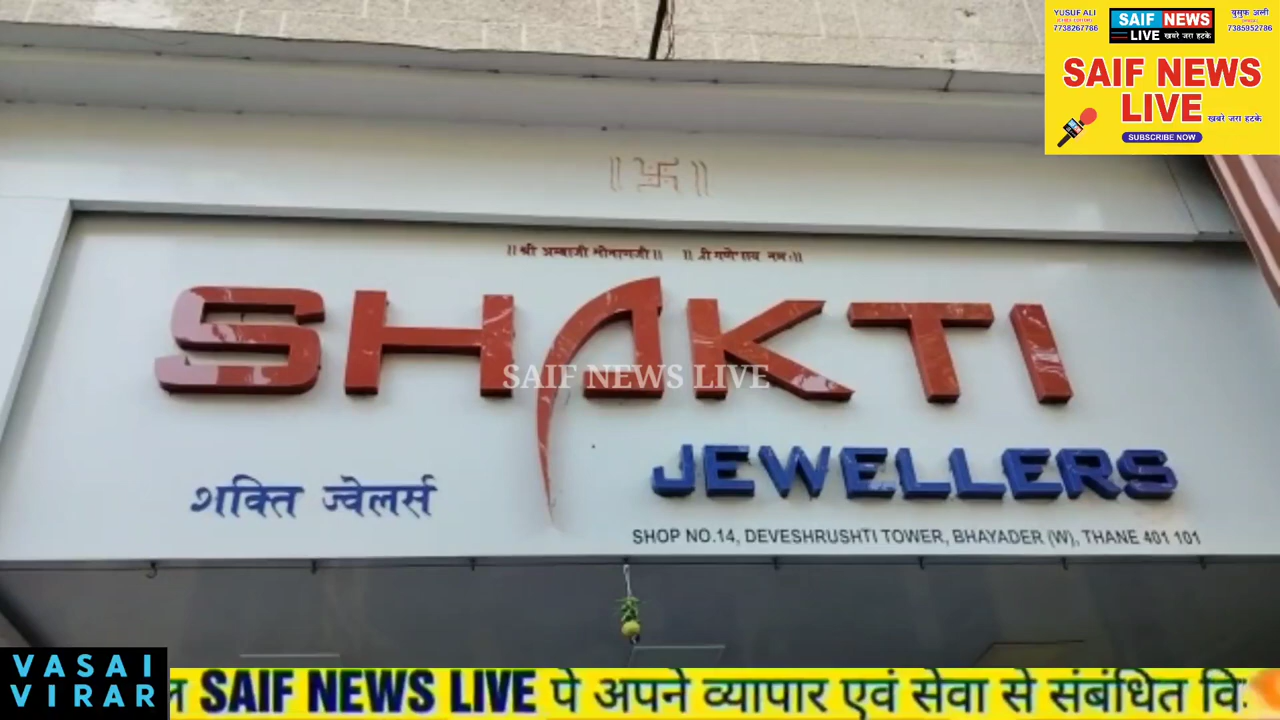 YUSUF ALI
7738267786
SAIF NEWS
LIVE खबरे जरा हटके
युसुफ अली
7385952786
SAIF NEWS
LIVE खबरे जरा हटके
SUBSCRIBE NOW
|| 卐 ||
|| श्री
SHAKTI
SAIF NEWS LIVE
JEWELLERS
शक्ति ज्वेलर्स
SHOP NO.14, DEVESHRUSHTI TOWER, BHAYADER (W), THANE 401 101
VASAI
VIRAR
ल SAIF NEWS LIVE पे अपने व्यापार एवं सेवा से संबंधित वि